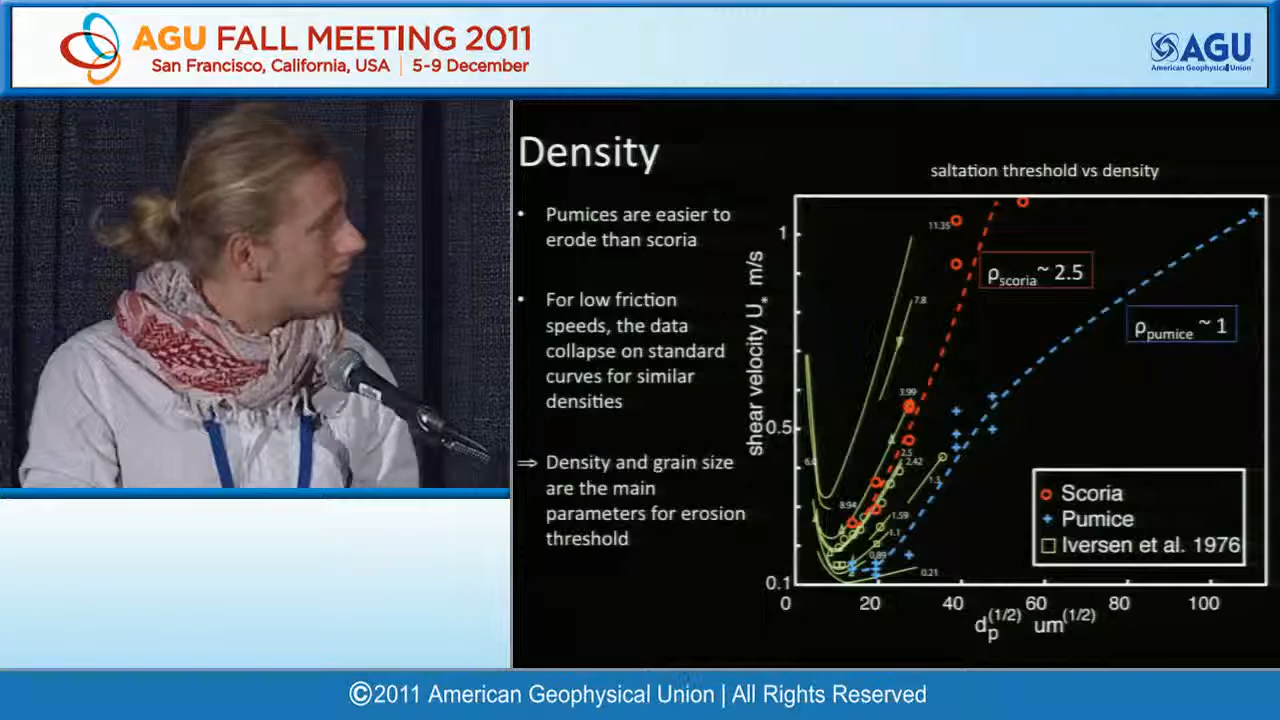 AGU FALL MEETING 2011
San Francisco, California, USA | 5-9 December
AGU
American Geophysical Union
Density
• Pumices are easier to
erode than scoria
• For low friction
speeds, the data
collapse on standard
curves for similar
densities
⇒ Density and grain size
are the main
parameters for erosion
threshold
saltation threshold vs density
shear velocity U* m/s
1
0.5
0.1
11.35
7.8
3.99
2.5
2.42
1.3
8.94
1.59
1.1
0.89
0.21
ρscoria ~ 2.5
ρpumice ~ 1
Scoria
Pumice
Iversen et al. 1976
0 20 40 60 80 100
dp(1/2) um(1/2)
©2011 American Geophysical Union | All Rights Reserved